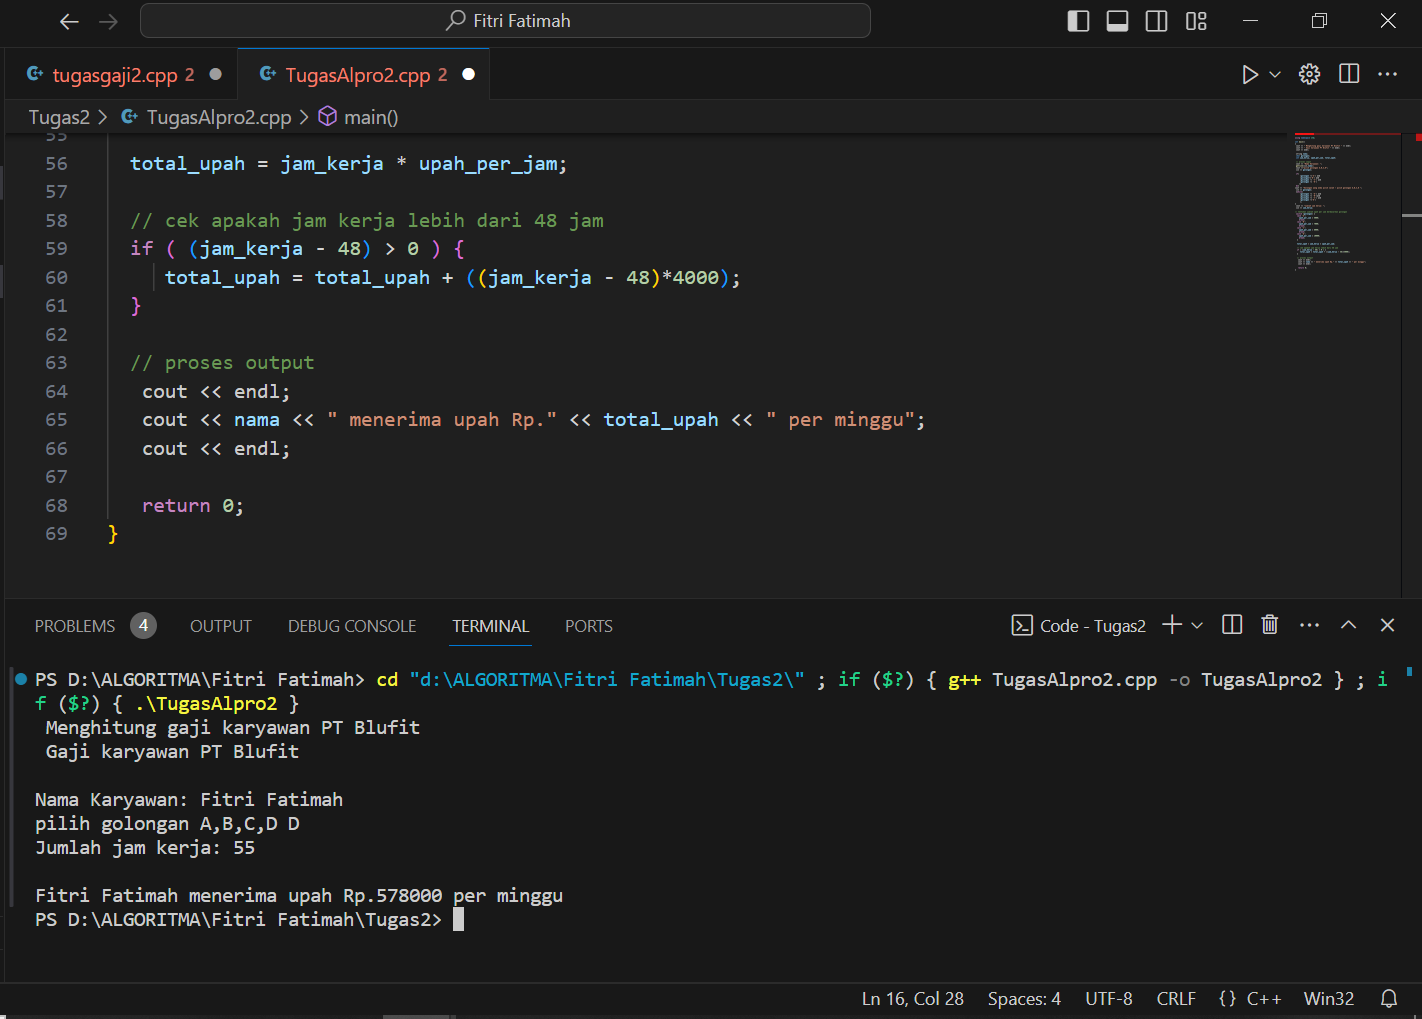 Fitri Fatimah
tugasgaji2.cpp 2
TugasAlpro2.cpp 2
Tugas2 > TugasAlpro2.cpp > main()
55
56 total_upah = jam_kerja * upah_per_jam;
57
58 // cek apakah jam kerja lebih dari 48 jam
59 if ( (jam_kerja - 48) > 0 ) {
60 total_upah = total_upah + ((jam_kerja - 48)*4000);
61 }
62
63 // proses output
64 cout << endl;
65 cout << nama << " menerima upah Rp." << total_upah << " per minggu";
66 cout << endl;
67
68 return 0;
69 }
PROBLEMS 4 OUTPUT DEBUG CONSOLE TERMINAL PORTS
Code - Tugas2
PS D:\ALGORITMA\Fitri Fatimah> cd "d:\ALGORITMA\Fitri Fatimah\Tugas2\" ; if ($?) { g++ TugasAlpro2.cpp -o TugasAlpro2 } ; i
f ($?) { .\TugasAlpro2 }
Menghitung gaji karyawan PT Blufit
Gaji karyawan PT Blufit
Nama Karyawan: Fitri Fatimah
pilih golongan A,B,C,D D
Jumlah jam kerja: 55
Fitri Fatimah menerima upah Rp.578000 per minggu
PS D:\ALGORITMA\Fitri Fatimah\Tugas2>
Ln 16, Col 28 Spaces: 4 UTF-8 CRLF {} C++ Win32